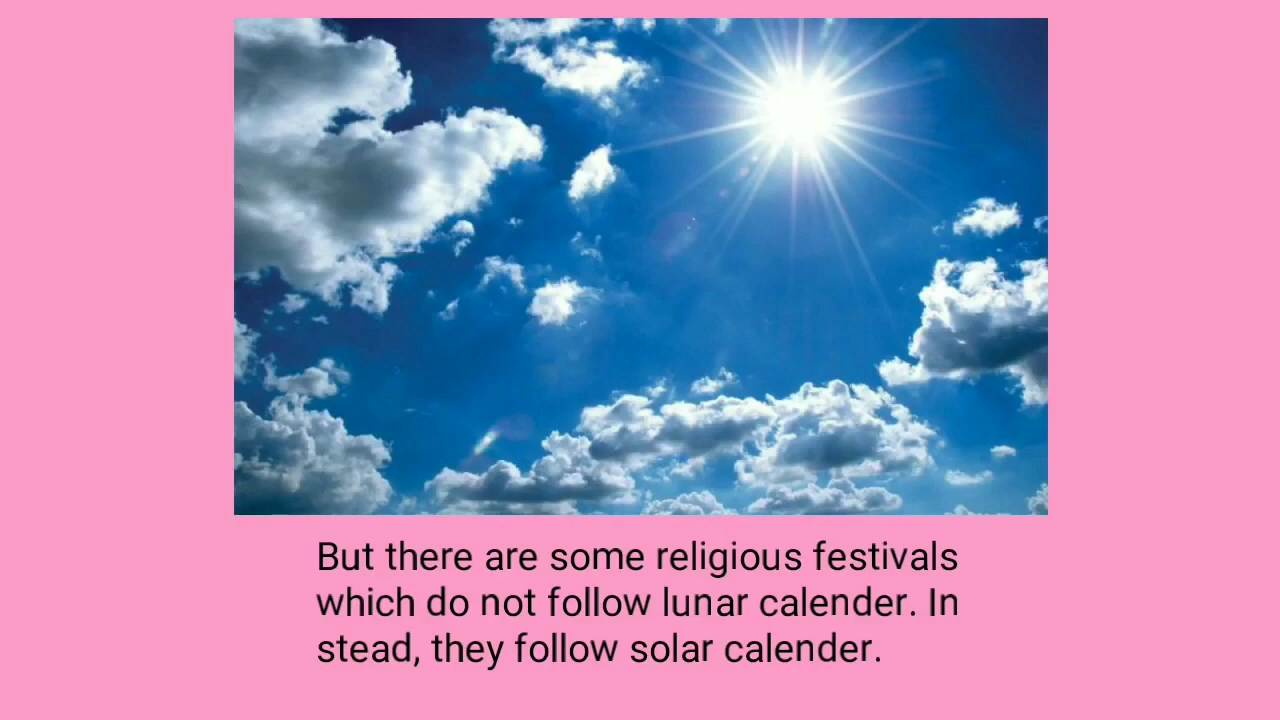 But there are some religious festivals
which do not follow lunar calender. In
stead, they follow solar calender.